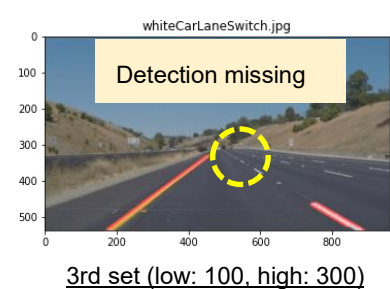 whiteCarLaneSwitch.jpg
0
Detection missing
100
200
300
400
500
0 200 400 600 800
3rd set (low: 100, high: 300)